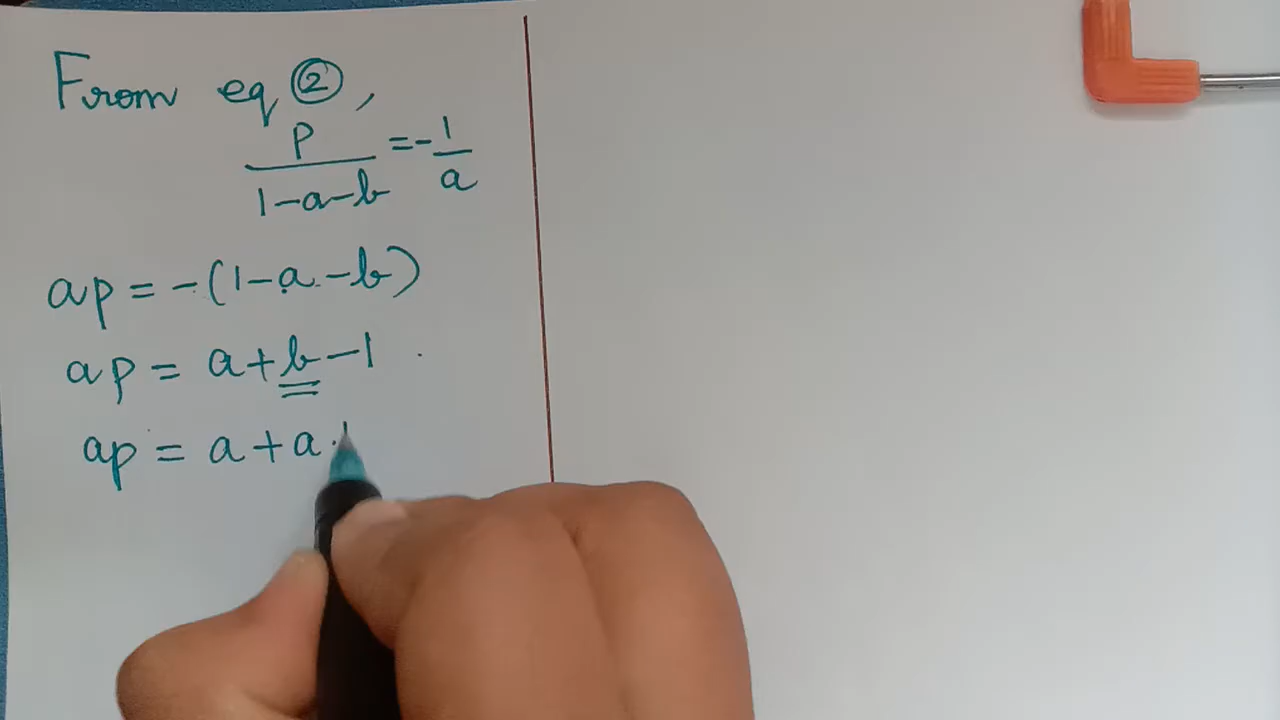 From eq ②,
p/(1-a-b) = -1/a
ap = -(1-a-b)
ap = a+b-1
ap = a+a